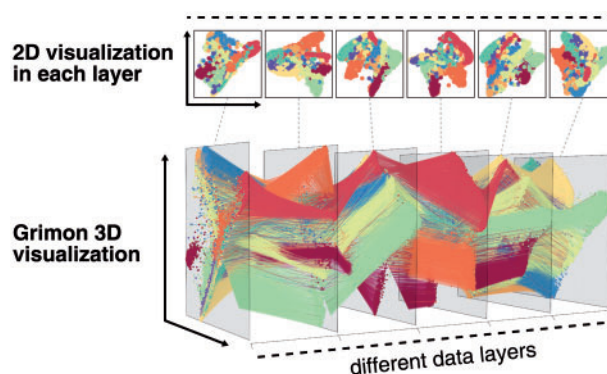 2D visualization
in each layer
Grimon 3D
visualization
different data layers